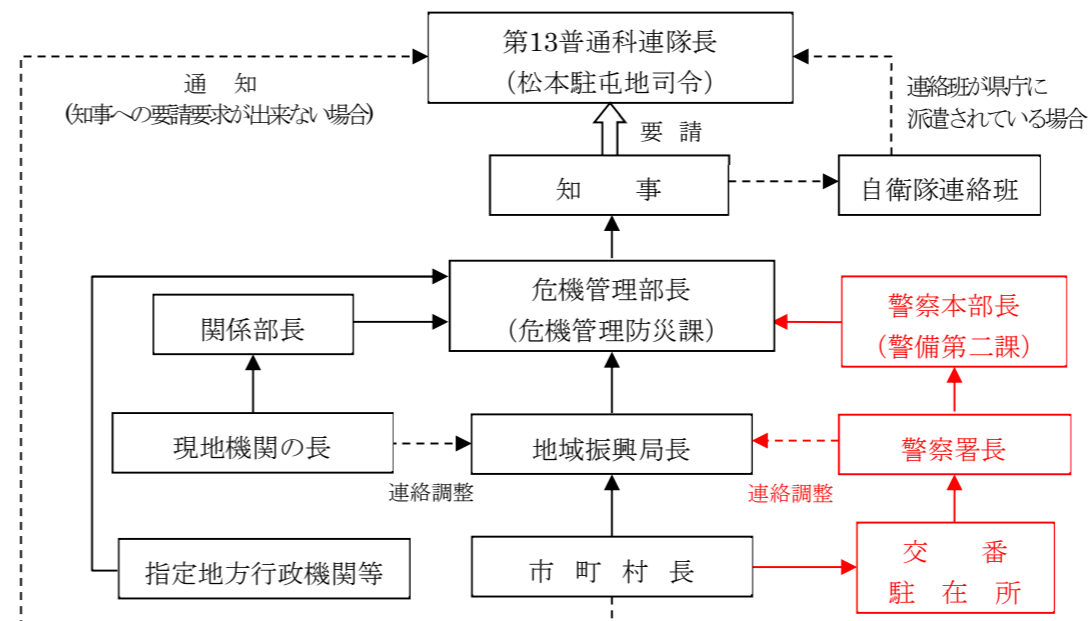 第13普通科連隊長
(松本駐屯地司令)
通　知
(知事への要請要求が出来ない場合)
連絡班が県庁に
派遣されている場合
要 請
知　　事
自衛隊連絡班
危機管理部長
(危機管理防災課)
関係部長
警察本部長
(警備第二課)
現地機関の長
地域振興局長
警察署長
連絡調整
連絡調整
指定地方行政機関等
市 町 村 長
交　　番
駐 在 所